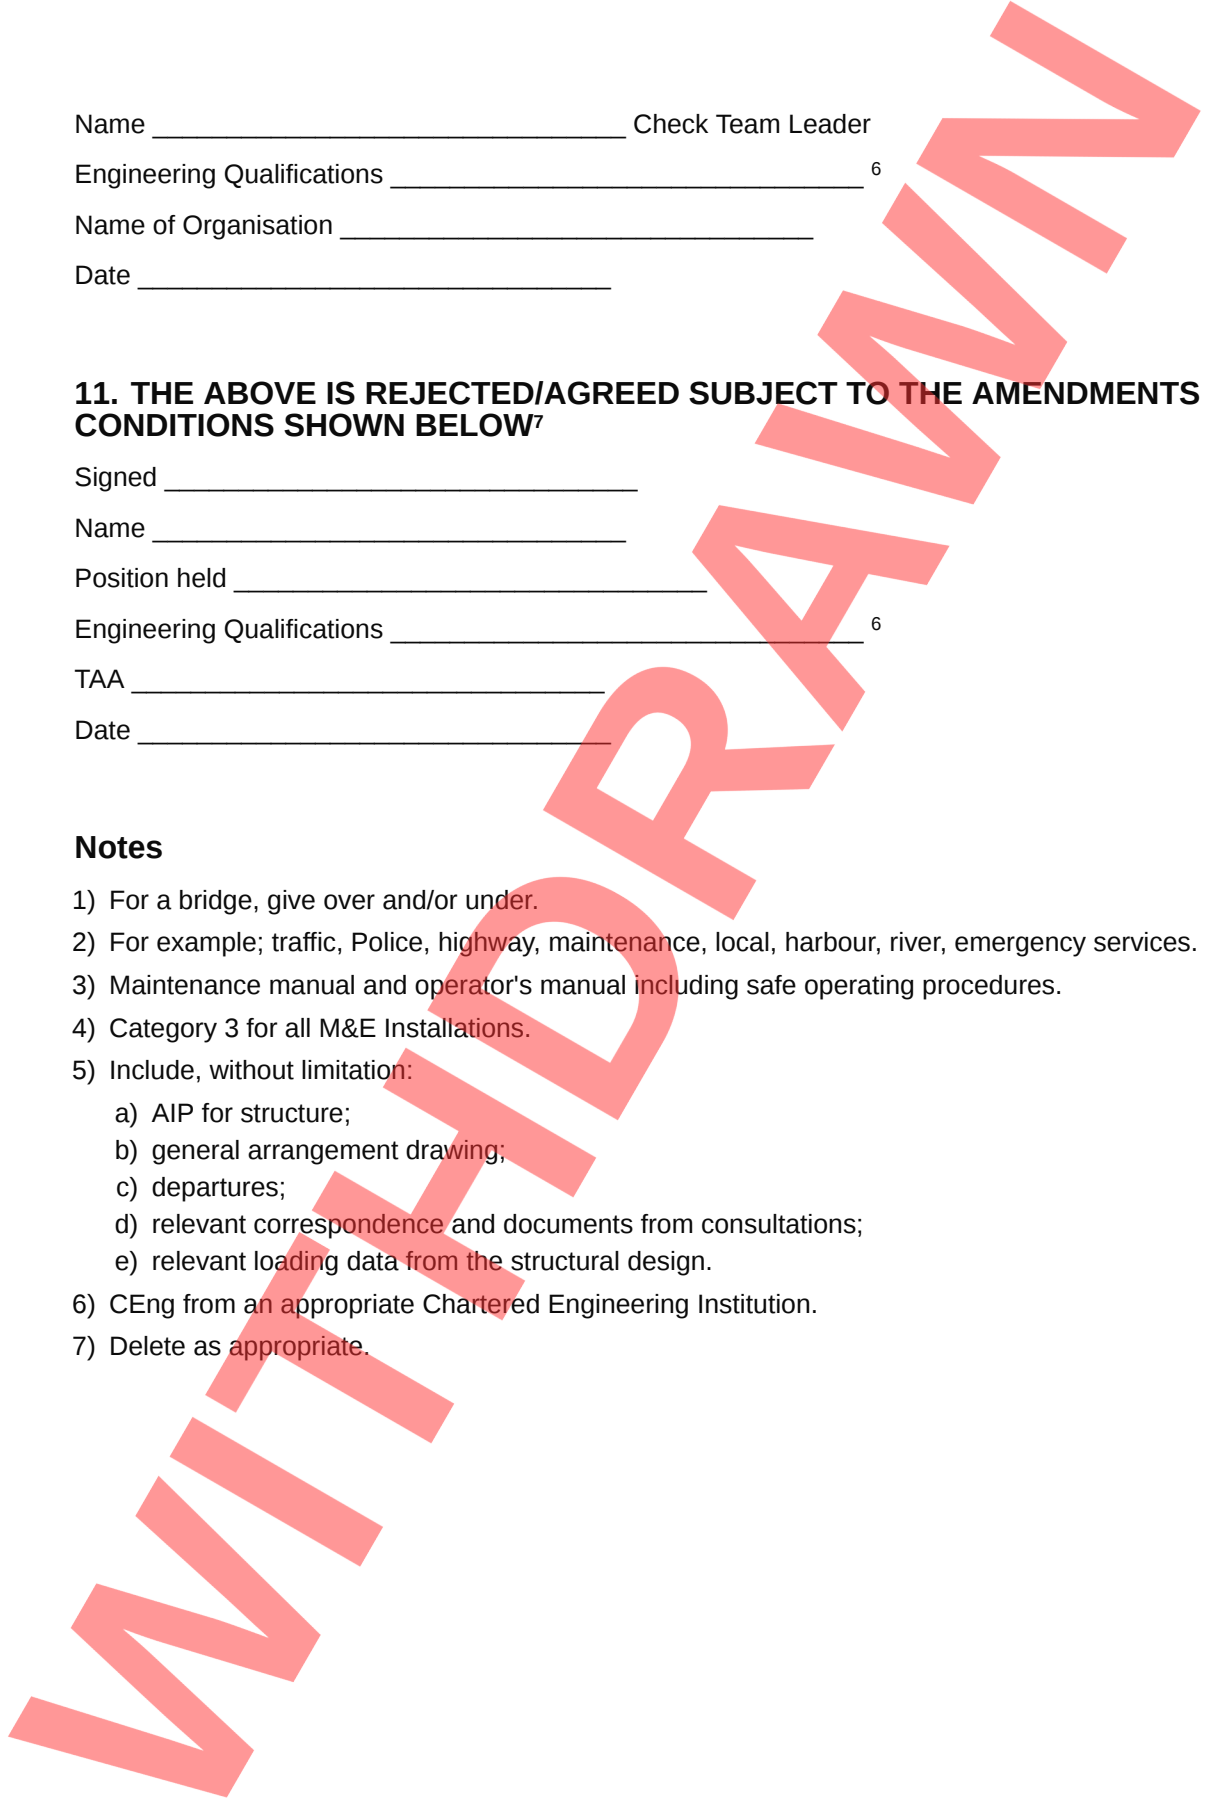 Name ________________________________ Check Team Leader
Engineering Qualifications ________________________________ 6
Name of Organisation ________________________________
Date ________________________________
11. THE ABOVE IS REJECTED/AGREED SUBJECT TO THE AMENDMENTS
CONDITIONS SHOWN BELOW7
Signed ________________________________
Name ________________________________
Position held ________________________________
Engineering Qualifications ________________________________ 6
TAA ________________________________
Date ________________________________
Notes
1) For a bridge, give over and/or under.
2) For example; traffic, Police, highway, maintenance, local, harbour, river, emergency services.
3) Maintenance manual and operator's manual including safe operating procedures.
4) Category 3 for all M&E Installations.
5) Include, without limitation:
a) AIP for structure;
b) general arrangement drawing;
c) departures;
d) relevant correspondence and documents from consultations;
e) relevant loading data from the structural design.
6) CEng from an appropriate Chartered Engineering Institution.
7) Delete as appropriate.
WITHDRAWN